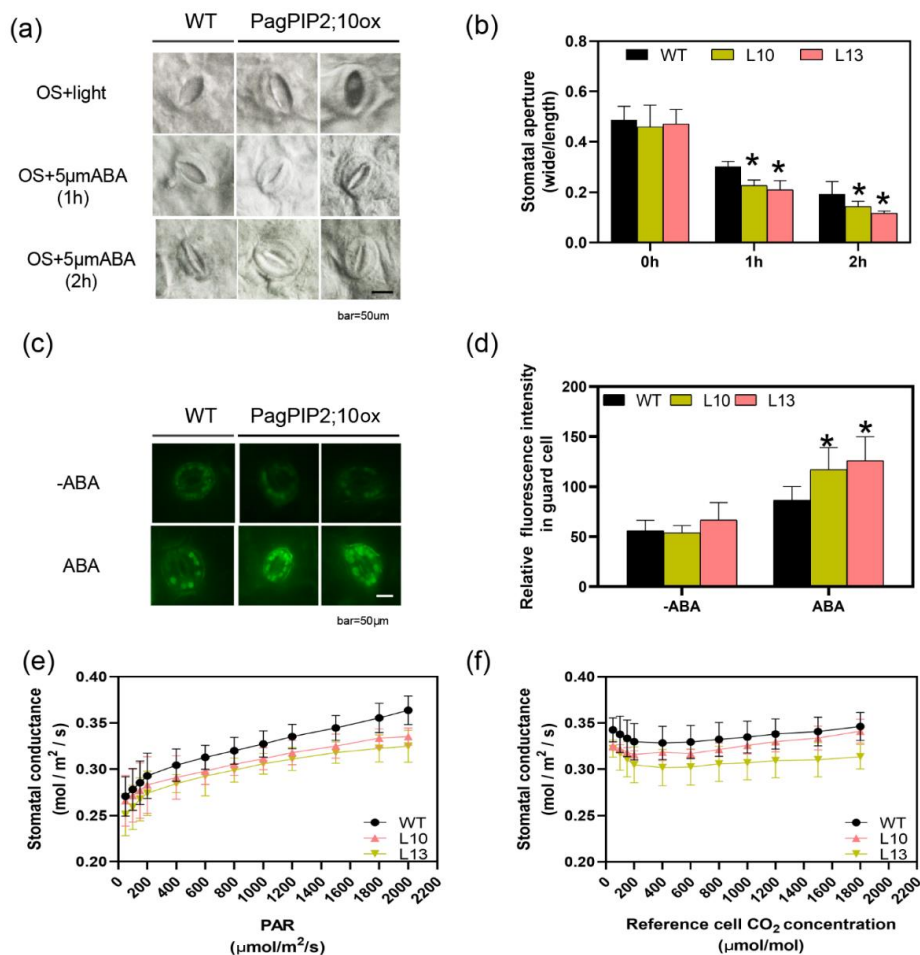 (a)
WT PagPIP2;10ox
OS+light
OS+5μmABA
(1h)
OS+5μmABA
(2h)
bar=50um
(b)
0.8
0.6
0.4
0.2
0.0
Stomatal aperture
(wide/length)
WT L10 L13
* *
* *
0h 1h 2h
(c)
WT PagPIP2;10ox
-ABA
ABA
bar=50μm
(d)
200
150
100
50
0
Relative fluorescence intensity
in guard cell
WT L10 L13
* *
-ABA ABA
(e)
0.40
0.35
0.30
0.25
0.20
Stomatal conductance
(mol / m² / s)
WT
L10
L13
0 200 400 600 800 1000 1200 1400 1600 1800 2000 2200
PAR
(μmol/m²/s)
(f)
0.40
0.35
0.30
0.25
0.20
Stomatal conductance
(mol / m² / s)
WT
L10
L13
0 200 400 600 800 1000 1200 1400 1600 1800 2000 2200
Reference cell CO₂ concentration
(μmol/mol)